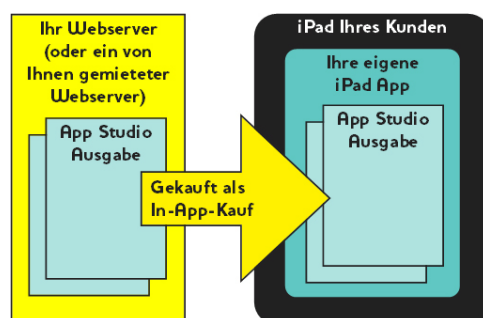 Ihr Webserver
(oder ein von
Ihnen gemieteter
Webserver)
App Studio
Ausgabe
Gekauft als
In-App-Kauf
iPad Ihres Kunden
Ihre eigene
iPad App
App Studio
Ausgabe